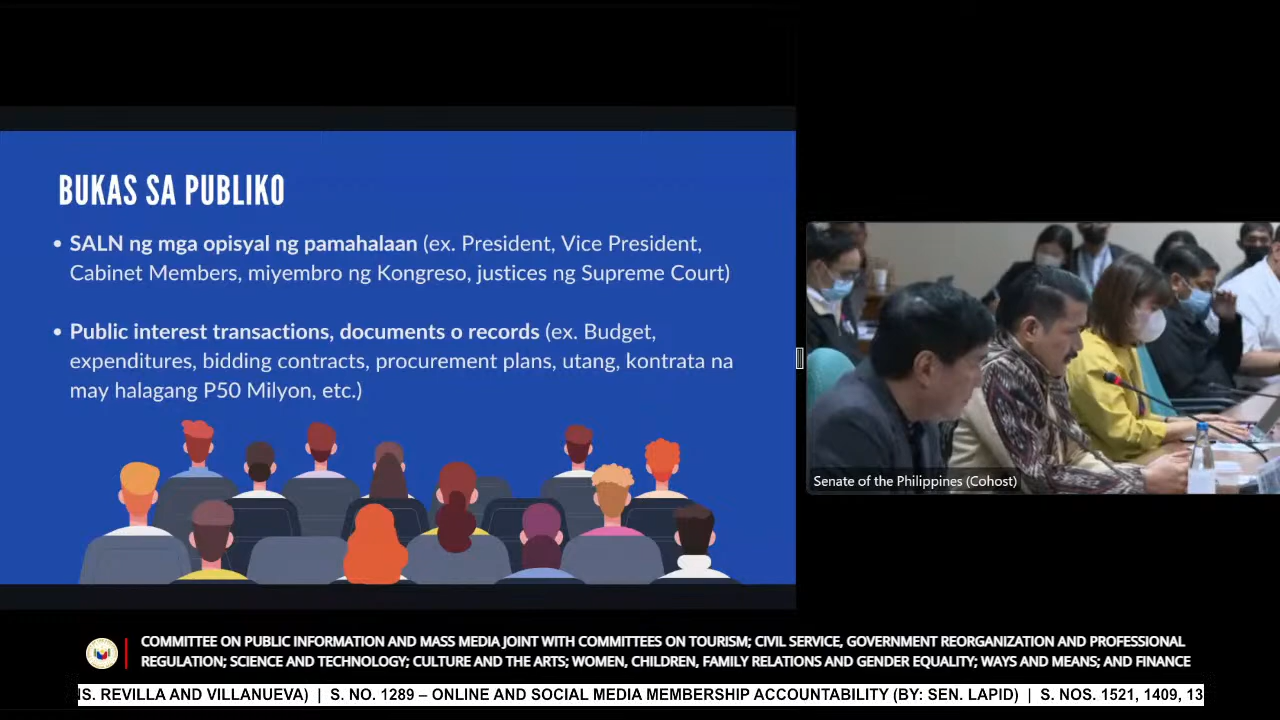 BUKAS SA PUBLIKO
• SALN ng mga opisyal ng pamahalaan (ex. President, Vice President,
Cabinet Members, miyembro ng Kongreso, justices ng Supreme Court)
• Public interest transactions, documents o records (ex. Budget,
expenditures, bidding contracts, procurement plans, utang, kontrata na
may halagang P50 Milyon, etc.)
Senate of the Philippines (Cohost)
COMMITTEE ON PUBLIC INFORMATION AND MASS MEDIA JOINT WITH COMMITTEES ON TOURISM; CIVIL SERVICE, GOVERNMENT REORGANIZATION AND PROFESSIONAL
REGULATION; SCIENCE AND TECHNOLOGY; CULTURE AND THE ARTS; WOMEN, CHILDREN, FAMILY RELATIONS AND GENDER EQUALITY; WAYS AND MEANS; AND FINANCE
NS. REVILLA AND VILLANUEVA) | S. NO. 1289 – ONLINE AND SOCIAL MEDIA MEMBERSHIP ACCOUNTABILITY (BY: SEN. LAPID) | S. NOS. 1521, 1409, 13